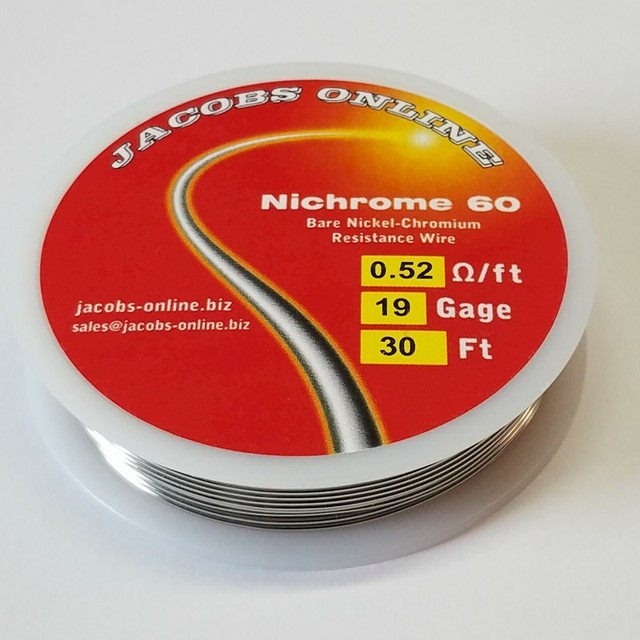 JACOBS ONLINE
Nichrome 60
Bare Nickel-Chromium
Resistance Wire
0.52 Ω/ft
19 Gage
30 Ft
jacobs-online.biz
sales@jacobs-online.biz